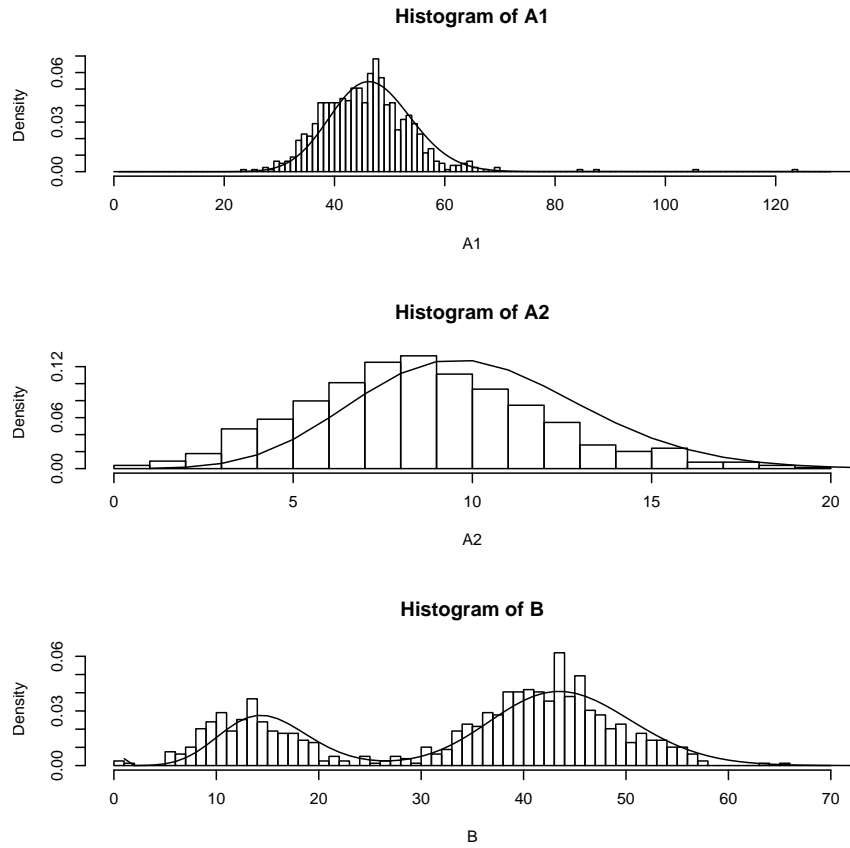 Histogram of A1
Density
0.00 0.03 0.06
0 20 40 60 80 100 120
A1
Histogram of A2
Density
0.00 0.06 0.12
0 5 10 15 20
A2
Histogram of B
Density
0.00 0.03 0.06
0 10 20 30 40 50 60 70
B